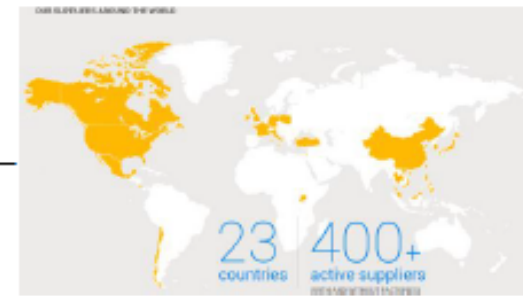 OUR SUPPLIERS AROUND THE WORLD
23
countries
400+
active suppliers